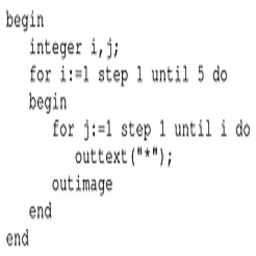 begin
integer i,j;
for i:=1 step 1 until 5 do
begin
for j:=1 step 1 until i do
outtext("*");
outimage
end
end